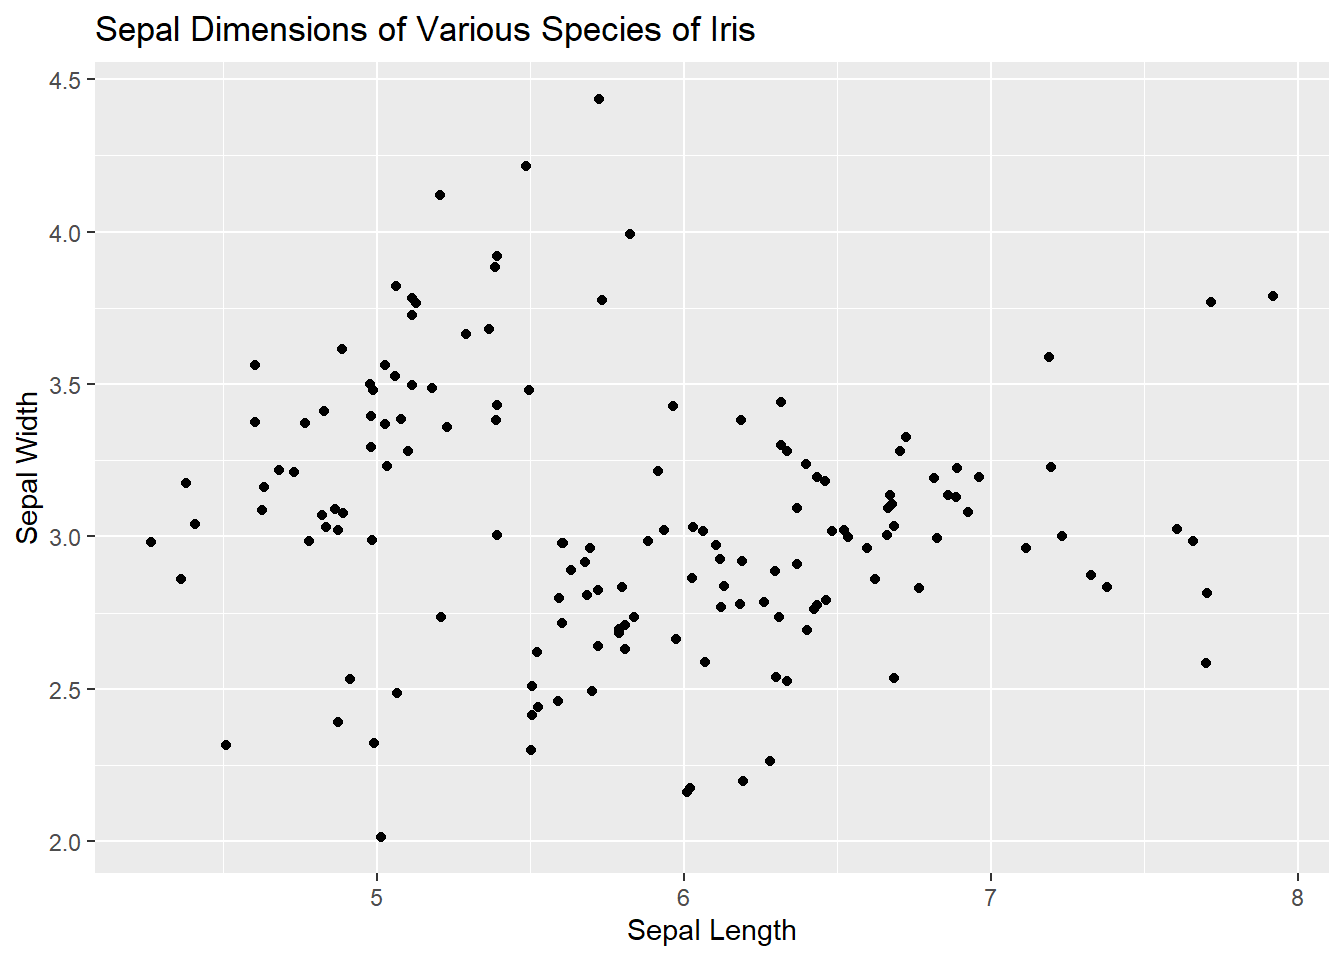 Sepal Dimensions of Various Species of Iris
4.5
4.0
3.5
3.0
2.5
2.0
Sepal Width
5 6 7 8
Sepal Length